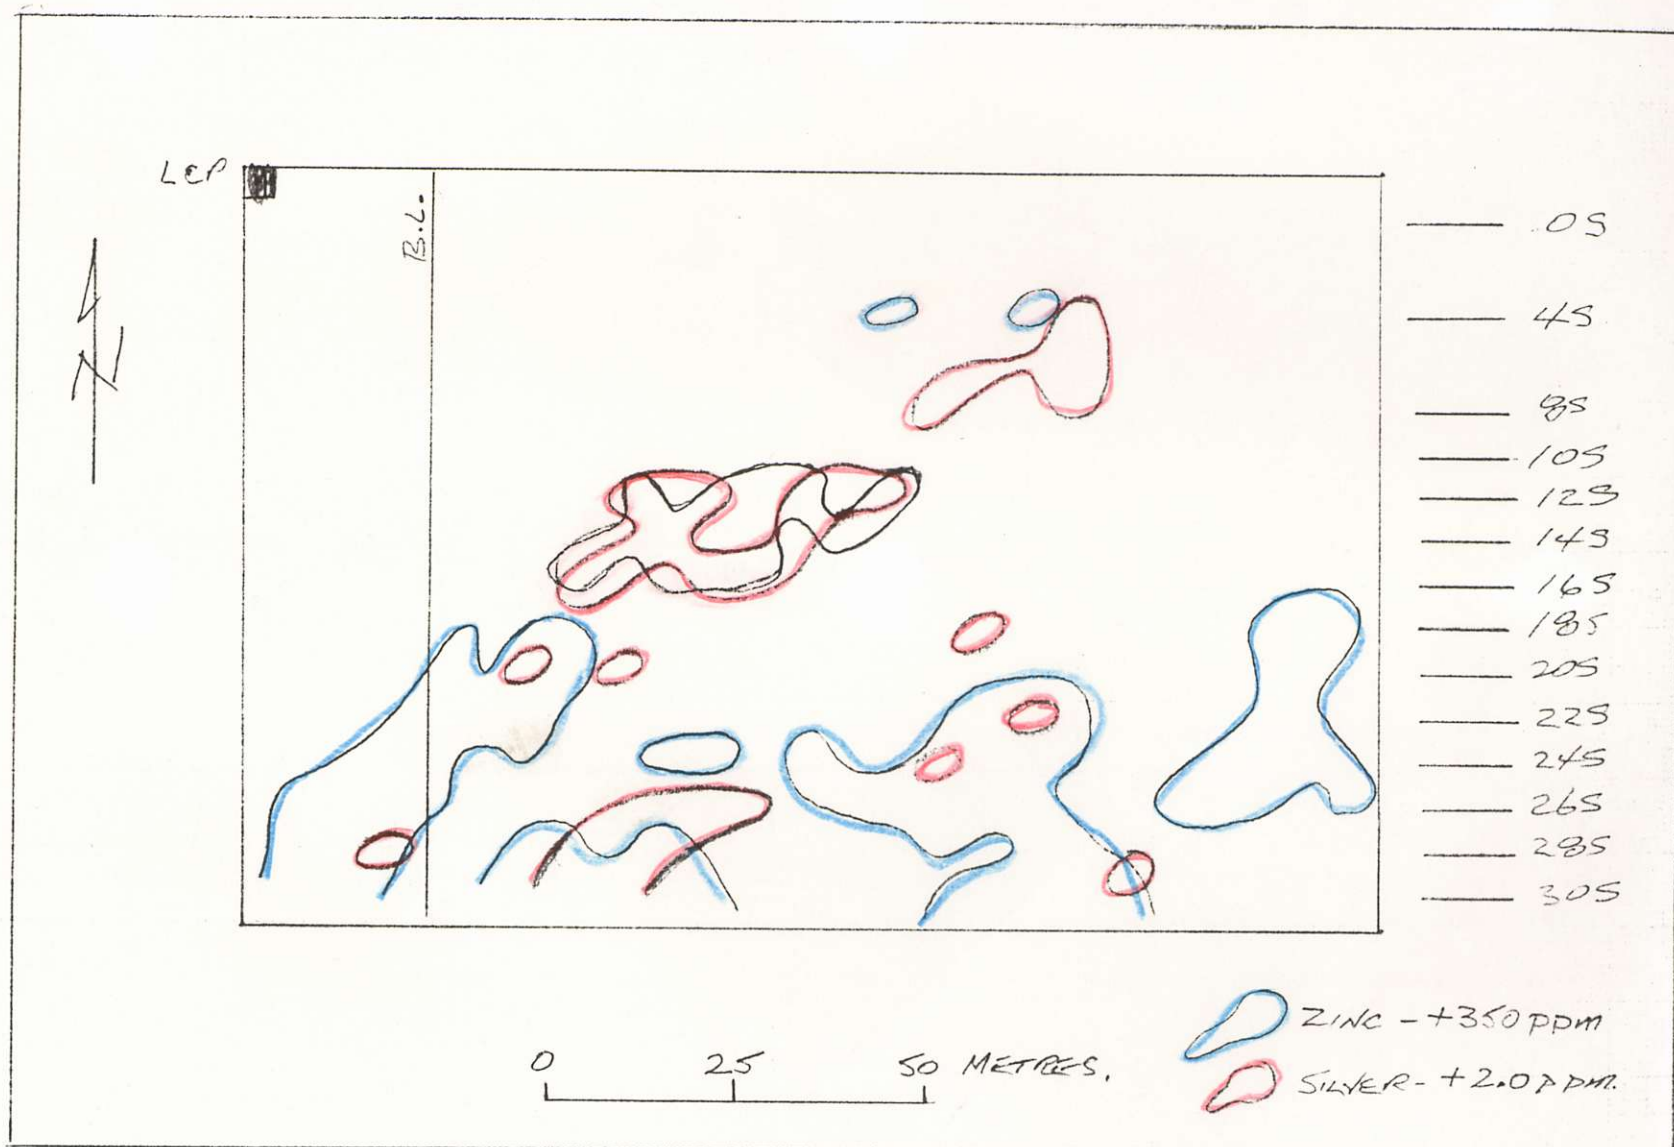 LCP
B.L.
N
0S
4S
8S
10S
12S
14S
16S
18S
20S
22S
24S
26S
28S
30S
ZINC - +350 ppm
0 25 50 METRES.
SILVER - +2.0 ppm.